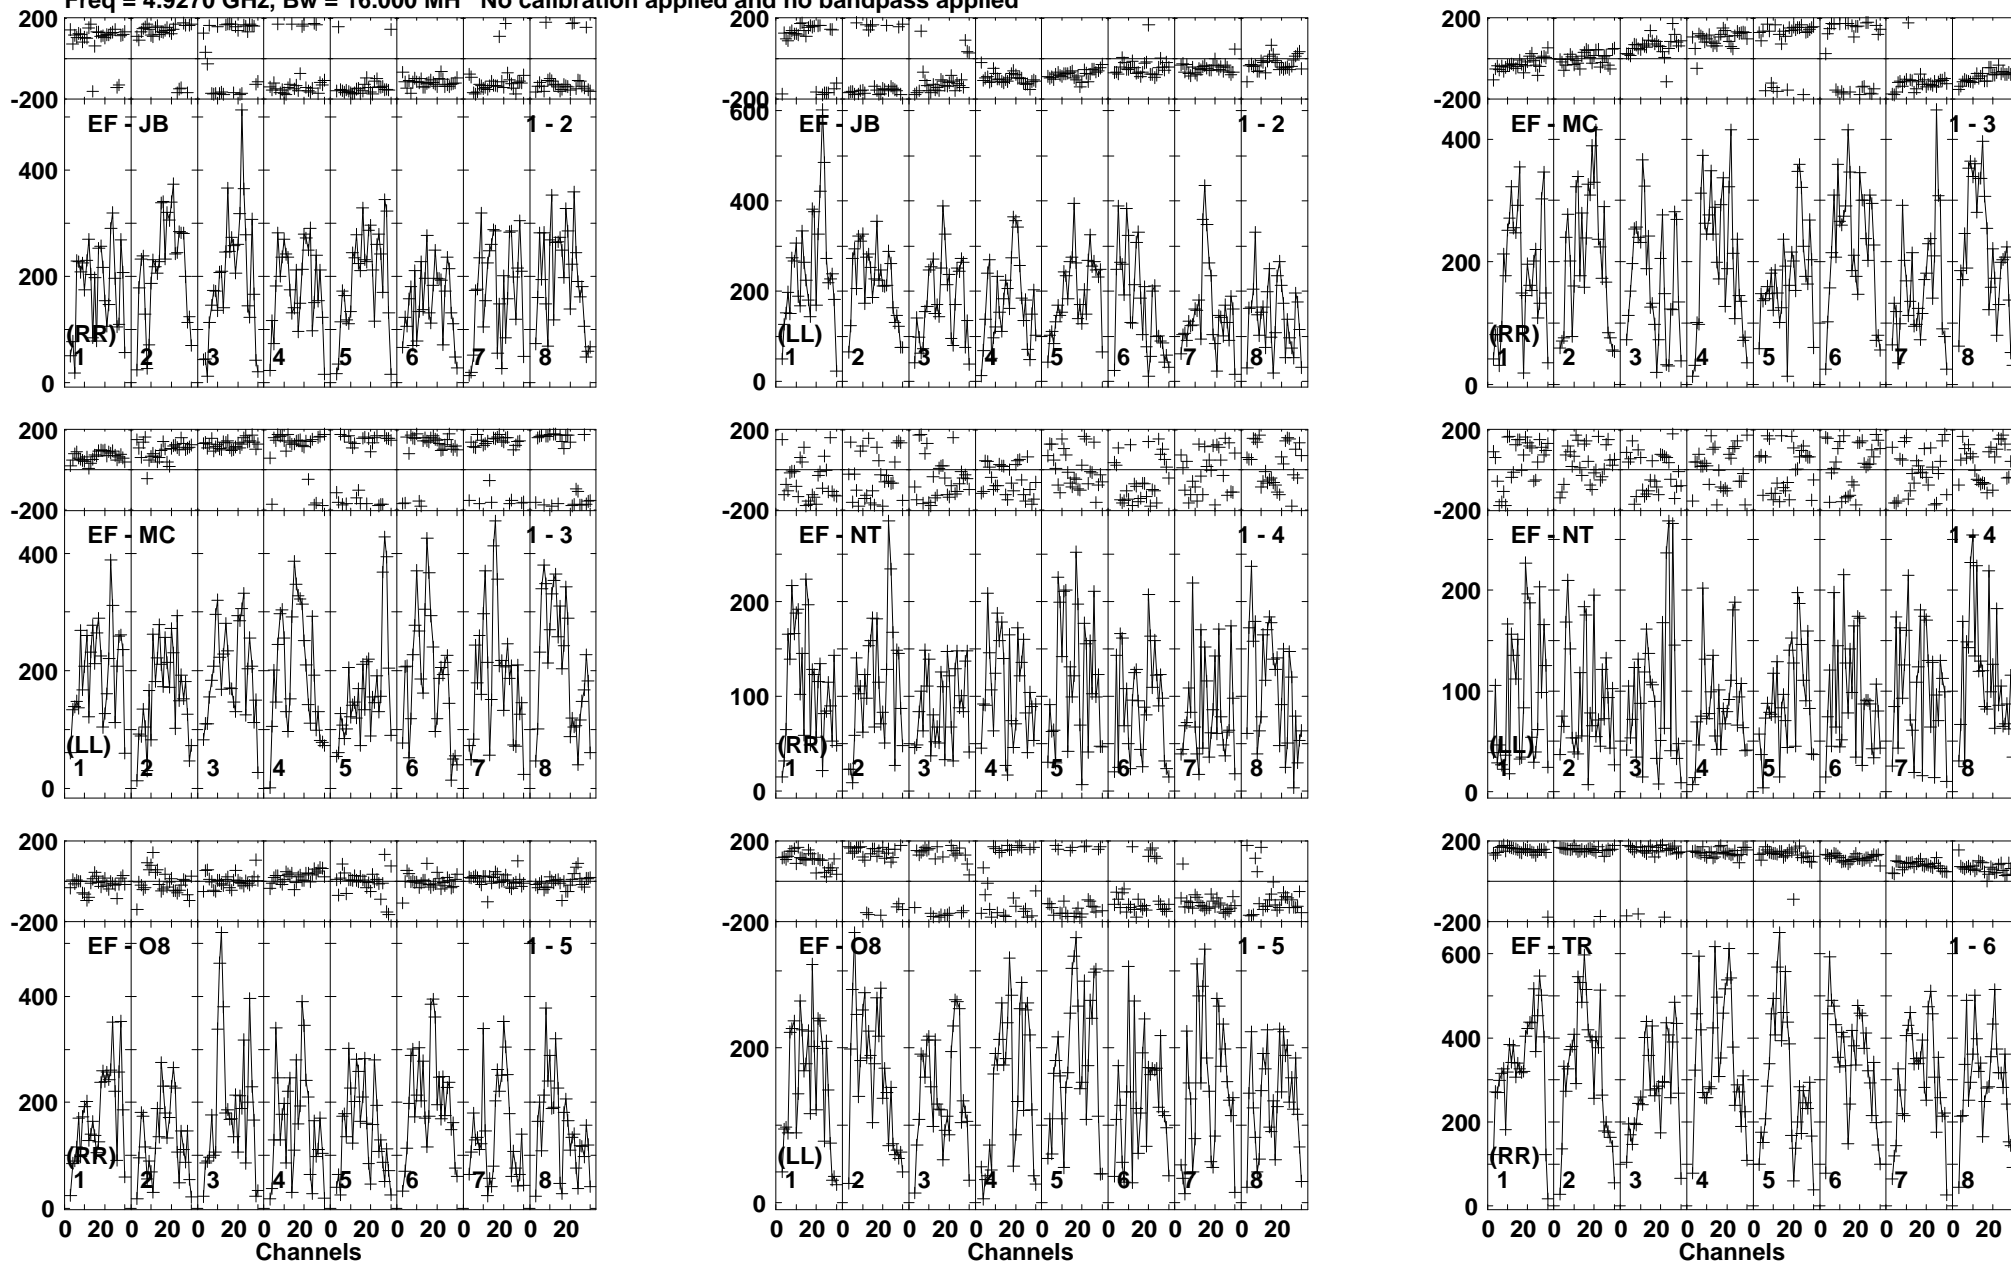 Freq = 4.9270 GHz, Bw = 16.000 MH No calibration applied and no bandpass applied
200 200 200
-200 -200 -200
600
EF - JB 1 - 2 EF - JB 1 - 2 EF - MC 1 - 3
400 400 400
200 200 200
(RR) (LL) (RR)
1 2 3 4 5 6 7 8 1 2 3 4 5 6 7 8 1 2 3 4 5 6 7 8
0 0 0
200 200 200
-200 -200 -200
EF - MC 1 - 3 EF - NT 1 - 4 EF - NT 1 - 4
400 200 200
200 100 100
(LL) (RR) (LL)
1 2 3 4 5 6 7 8 1 2 3 4 5 6 7 8 1 2 3 4 5 6 7 8
0 0 0
200 200 200
-200 -200 -200
EF - O8 1 - 5 EF - O8 1 - 5 EF - TR 1 - 6
600
400 200 400
200 200
(RR) (LL) (RR)
1 2 3 4 5 6 7 8 1 2 3 4 5 6 7 8 1 2 3 4 5 6 7 8
0 0 0
0 20 0 20 0 20 0 20 0 20 0 20 0 20 0 20 0 20 0 20 0 20 0 20 0 20 0 20 0 20 0 20 0 20 0 20 0 20 0 20 0 20 0 20 0 20 0 20
Channels Channels Channels